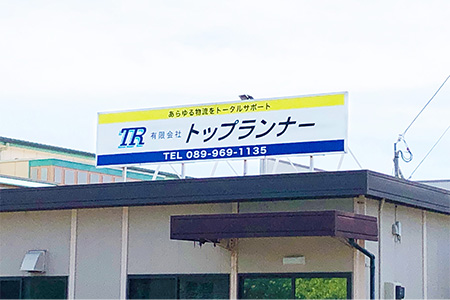 あらゆる物流をトータルサポート
TR 有限会社 トップランナー
TEL 089-969-1135